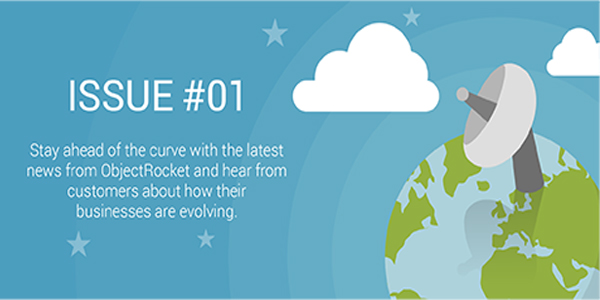 ISSUE #01
Stay ahead of the curve with the latest
news from ObjectRocket and hear from
customers about how their
businesses are evolving.